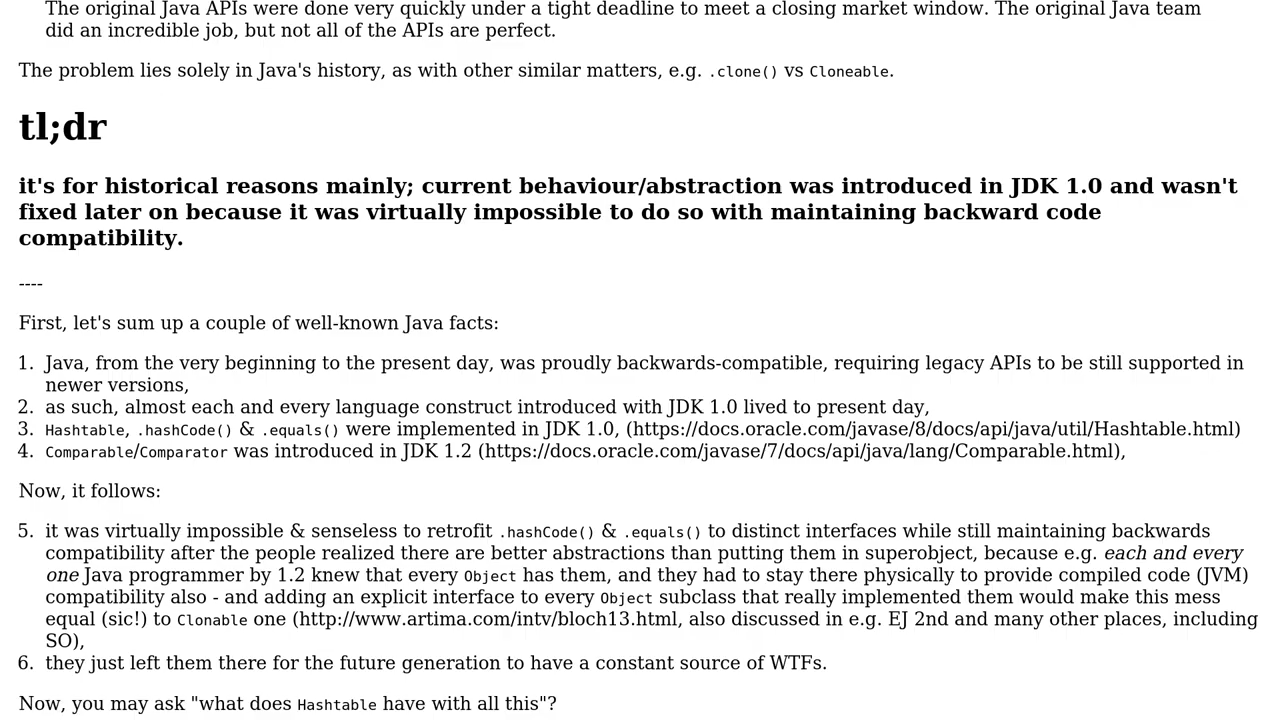 The original Java APIs were done very quickly under a tight deadline to meet a closing market window. The original Java team
did an incredible job, but not all of the APIs are perfect.
The problem lies solely in Java's history, as with other similar matters, e.g. .clone() vs Cloneable.
tl;dr
it's for historical reasons mainly; current behaviour/abstraction was introduced in JDK 1.0 and wasn't
fixed later on because it was virtually impossible to do so with maintaining backward code
compatibility.
----
First, let's sum up a couple of well-known Java facts:
1. Java, from the very beginning to the present day, was proudly backwards-compatible, requiring legacy APIs to be still supported in
newer versions,
2. as such, almost each and every language construct introduced with JDK 1.0 lived to present day,
3. Hashtable, .hashCode() & .equals() were implemented in JDK 1.0, (https://docs.oracle.com/javase/8/docs/api/java/util/Hashtable.html)
4. Comparable/Comparator was introduced in JDK 1.2 (https://docs.oracle.com/javase/7/docs/api/java/lang/Comparable.html),
Now, it follows:
5. it was virtually impossible & senseless to retrofit .hashCode() & .equals() to distinct interfaces while still maintaining backwards
compatibility after the people realized there are better abstractions than putting them in superobject, because e.g. each and every
one Java programmer by 1.2 knew that every Object has them, and they had to stay there physically to provide compiled code (JVM)
compatibility also - and adding an explicit interface to every Object subclass that really implemented them would make this mess
equal (sic!) to Clonable one (http://www.artima.com/intv/bloch13.html, also discussed in e.g. EJ 2nd and many other places, including
SO),
6. they just left them there for the future generation to have a constant source of WTFs.
Now, you may ask "what does Hashtable have with all this"?